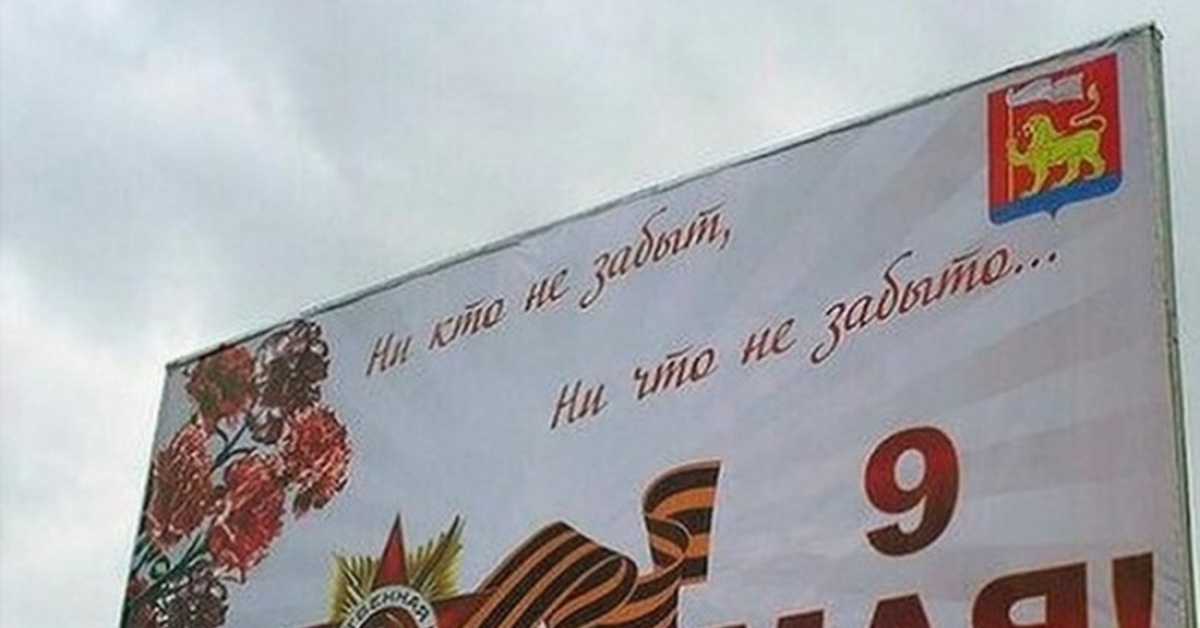 Ни кто не забыт,
Ни что не забыто...
9